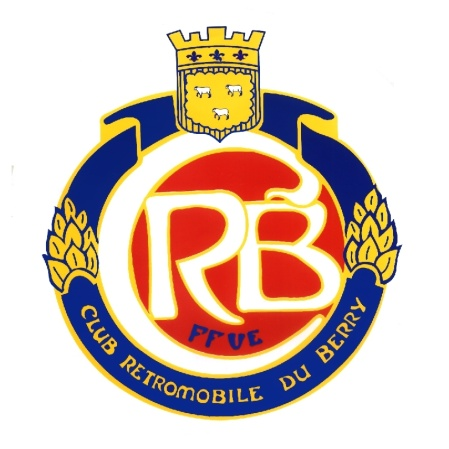 CRB
FFVE
CLUB RETROMOBILE DU BERRY